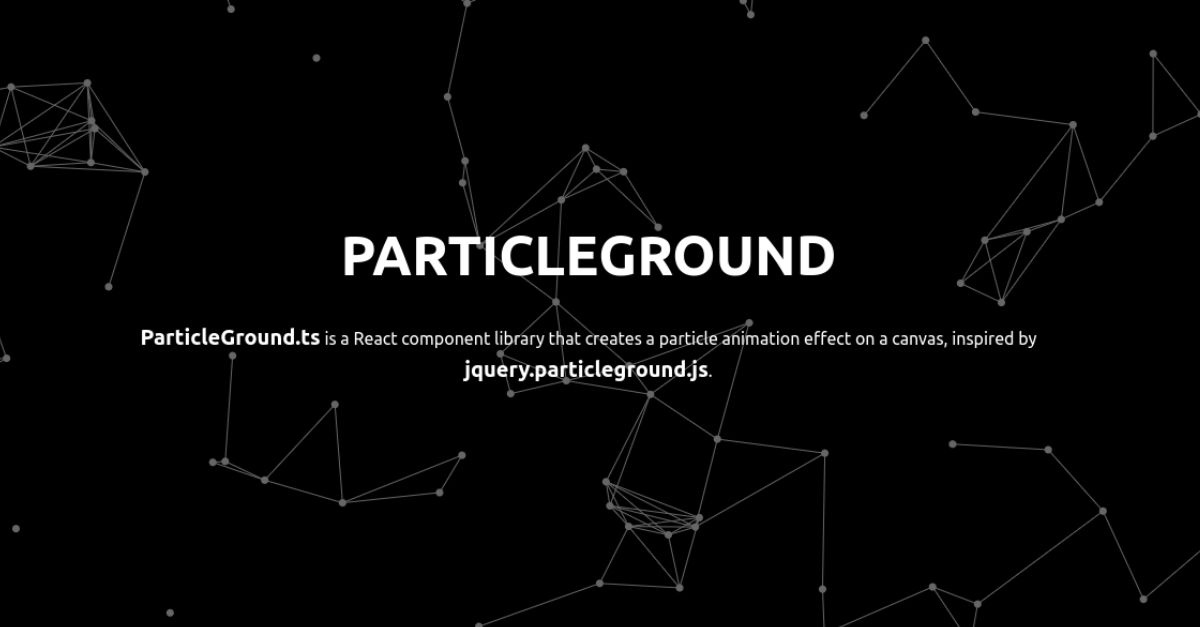 PARTICLEGROUND
ParticleGround.ts is a React component library that creates a particle animation effect on a canvas, inspired by
jquery.particleground.js.